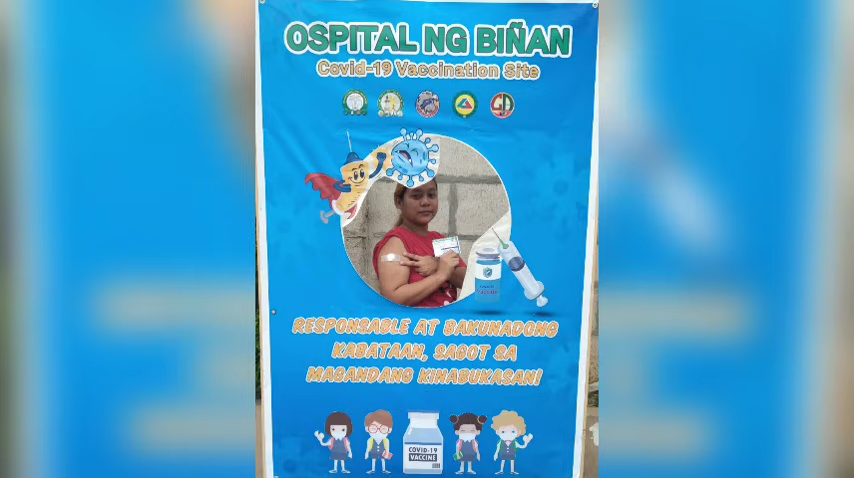 OSPITAL NG BIÑAN
Covid-19 Vaccination Site
RESPONSABLE AT BAKUNADONG
KABATAAN, SAGOT SA
MAGANDANG KINABUKASAN!
COVID-19
VACCINE